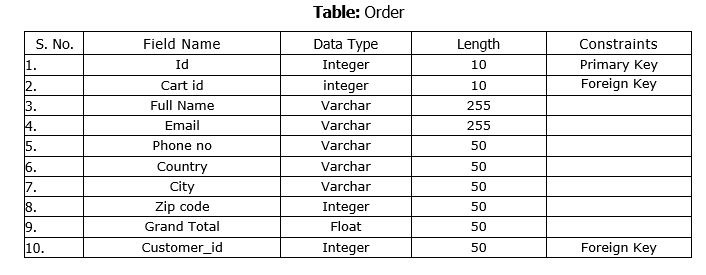 Table: Order
S. No. Field Name Data Type Length Constraints
1. Id Integer 10 Primary Key
2. Cart id integer 10 Foreign Key
3. Full Name Varchar 255
4. Email Varchar 255
5. Phone no Varchar 50
6. Country Varchar 50
7. City Varchar 50
8. Zip code Integer 50
9. Grand Total Float 50
10. Customer_id Integer 50 Foreign Key